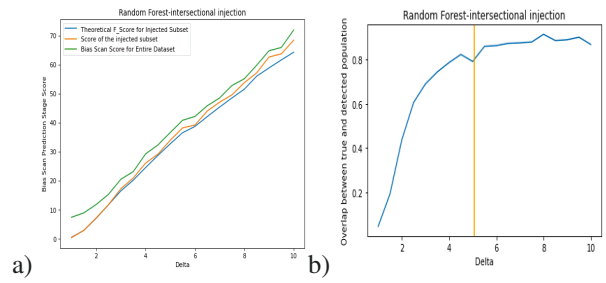 Random Forest-intersectional injection
Theoretical F_Score for Injected Subset
Score of the injected subset
Bias Scan Score for Entire Dataset
Bias Scan Prediction Stage Score
70
60
50
40
30
20
10
0
2
4
6
8
10
Delta
a)
Random Forest-intersectional injection
Overlap between true and detected population
0.8
0.6
0.4
0.2
2
4
6
8
10
Delta
b)